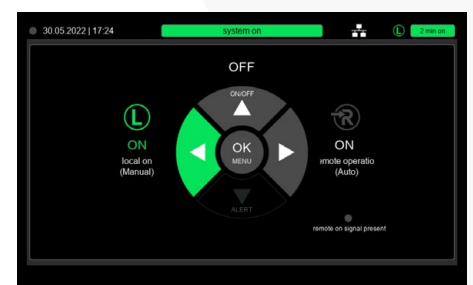 30.05.2022 | 17:24
system on
L
2 min on
OFF
ON/OFF
L
ON
local on
(Manual)
OK
MENU
R
ON
mote operatio
(Auto)
ALERT
remote on signal present